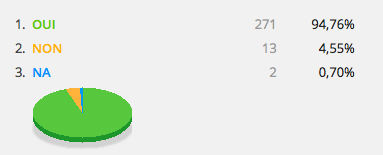 1. OUI 271 94,76%
2. NON 13 4,55%
3. NA 2 0,70%